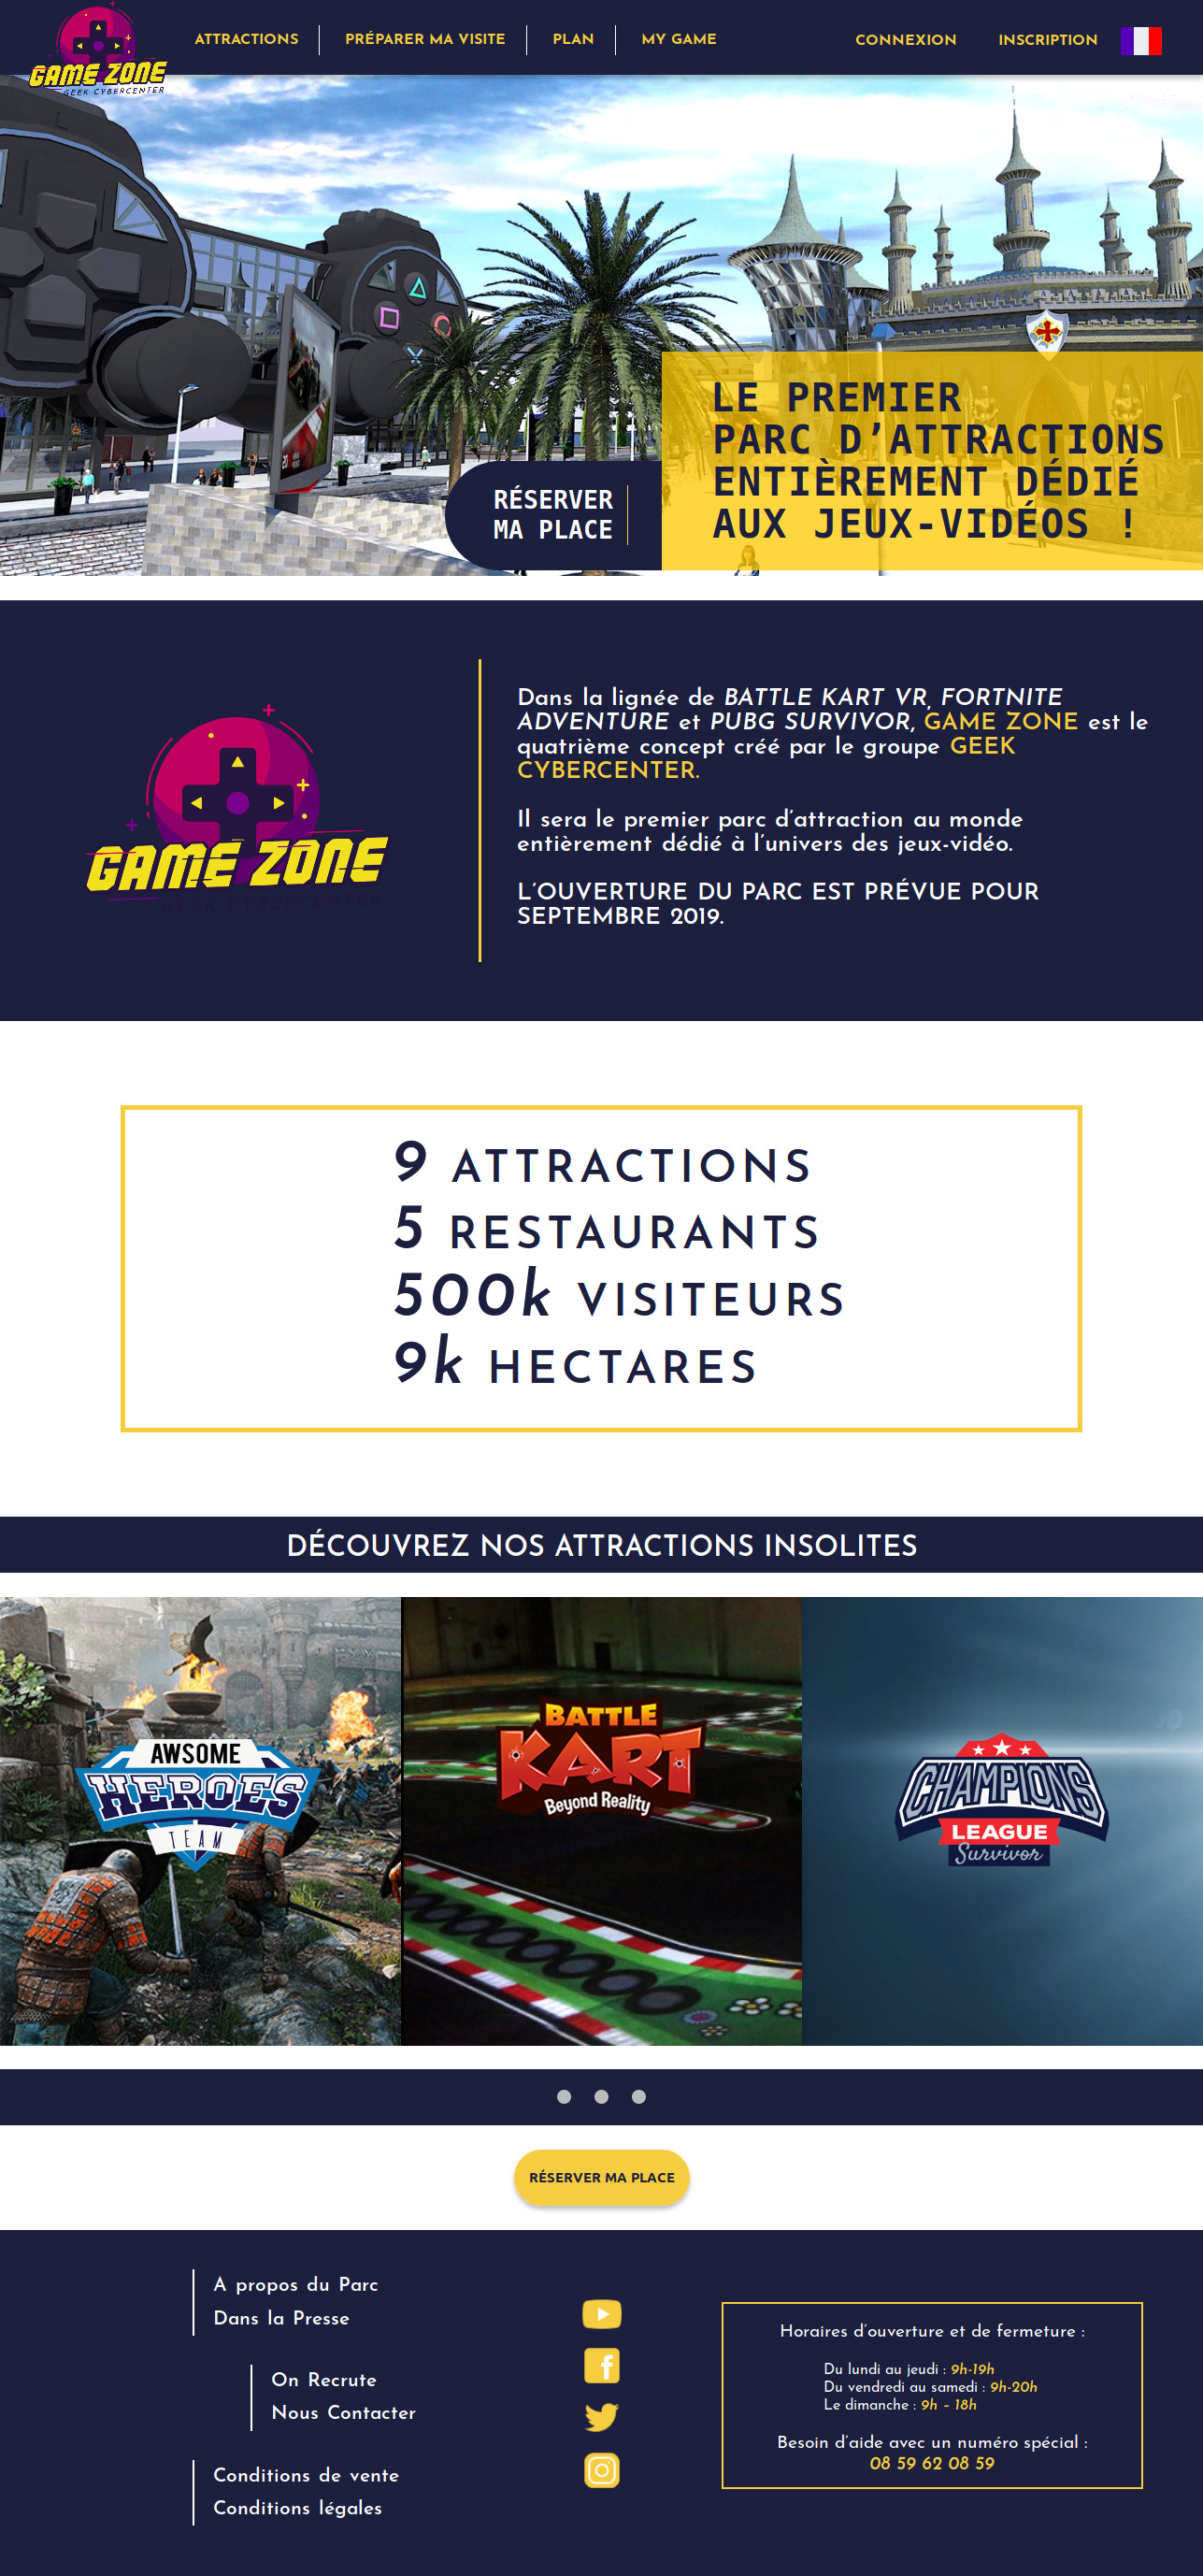 ATTRACTIONS PRÉPARER MA VISITE PLAN MY GAME CONNEXION INSCRIPTION
GAME ZONE
GEEK CYBERCENTER
LE PREMIER
PARC D’ATTRACTIONS
ENTIÈREMENT DÉDIÉ
AUX JEUX-VIDÉOS !
RÉSERVER
MA PLACE
GAME ZONE
GEEK CYBERCENTER
Dans la lignée de BATTLE KART VR, FORTNITE
ADVENTURE et PUBG SURVIVOR, GAME ZONE est le
quatrième concept créé par le groupe GEEK
CYBERCENTER.
Il sera le premier parc d’attraction au monde
entièrement dédié à l’univers des jeux-vidéo.
L’OUVERTURE DU PARC EST PRÉVUE POUR
SEPTEMBRE 2019.
9 ATTRACTIONS
5 RESTAURANTS
500k VISITEURS
9k HECTARES
DÉCOUVREZ NOS ATTRACTIONS INSOLITES
AWSOME
HEROES
TEAM
BATTLE
KART
Beyond Reality
CHAMPIONS
LEAGUE
Survivor
RÉSERVER MA PLACE
A propos du Parc
Dans la Presse
On Recrute
Nous Contacter
Conditions de vente
Conditions légales
Horaires d’ouverture et de fermeture :
Du lundi au jeudi : 9h-19h
Du vendredi au samedi : 9h-20h
Le dimanche : 9h – 18h
Besoin d’aide avec un numéro spécial :
08 59 62 08 59